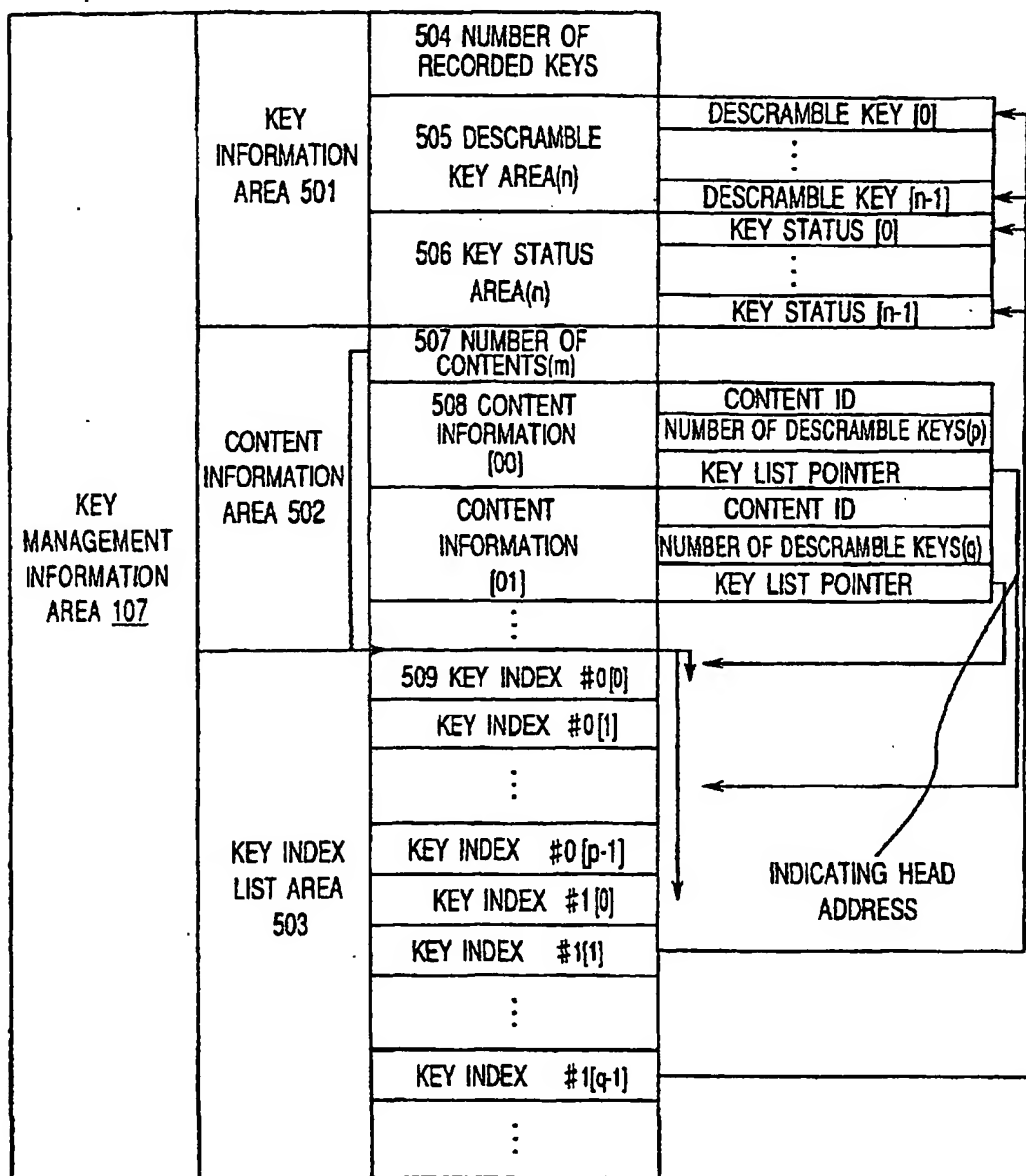 KEY
MANAGEMENT
INFORMATION
AREA 107
KEY
INFORMATION
AREA 501
504 NUMBER OF
RECORDED KEYS
505 DESCRAMBLE
KEY AREA(n)
DESCRAMBLE KEY [0]
⋮
DESCRAMBLE KEY [n-1]
506 KEY STATUS
AREA(n)
KEY STATUS [0]
⋮
KEY STATUS [n-1]
CONTENT
INFORMATION
AREA 502
507 NUMBER OF
CONTENTS(m)
508 CONTENT
INFORMATION
[00]
CONTENT ID
NUMBER OF DESCRAMBLE KEYS(p)
KEY LIST POINTER
CONTENT
INFORMATION
[01]
CONTENT ID
NUMBER OF DESCRAMBLE KEYS(q)
KEY LIST POINTER
⋮
KEY INDEX
LIST AREA
503
509 KEY INDEX #0[0]
KEY INDEX #0[1]
⋮
KEY INDEX #0[p-1]
KEY INDEX #1[0]
KEY INDEX #1[1]
⋮
KEY INDEX #1[q-1]
⋮
INDICATING HEAD
ADDRESS